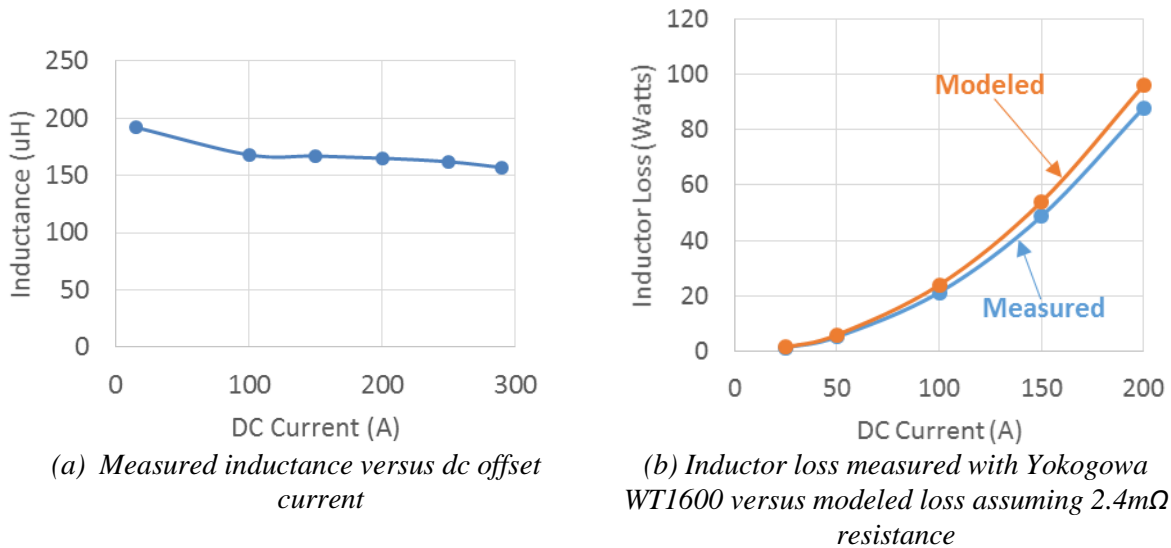 Inductance (uH)
250
200
150
100
50
0
0 100 200 300
DC Current (A)
(a) Measured inductance versus dc offset
current
Inductor Loss (Watts)
120
100
80
60
40
20
0
Modeled
Measured
0 50 100 150 200
DC Current (A)
(b) Inductor loss measured with Yokogowa
WT1600 versus modeled loss assuming 2.4mΩ
resistance